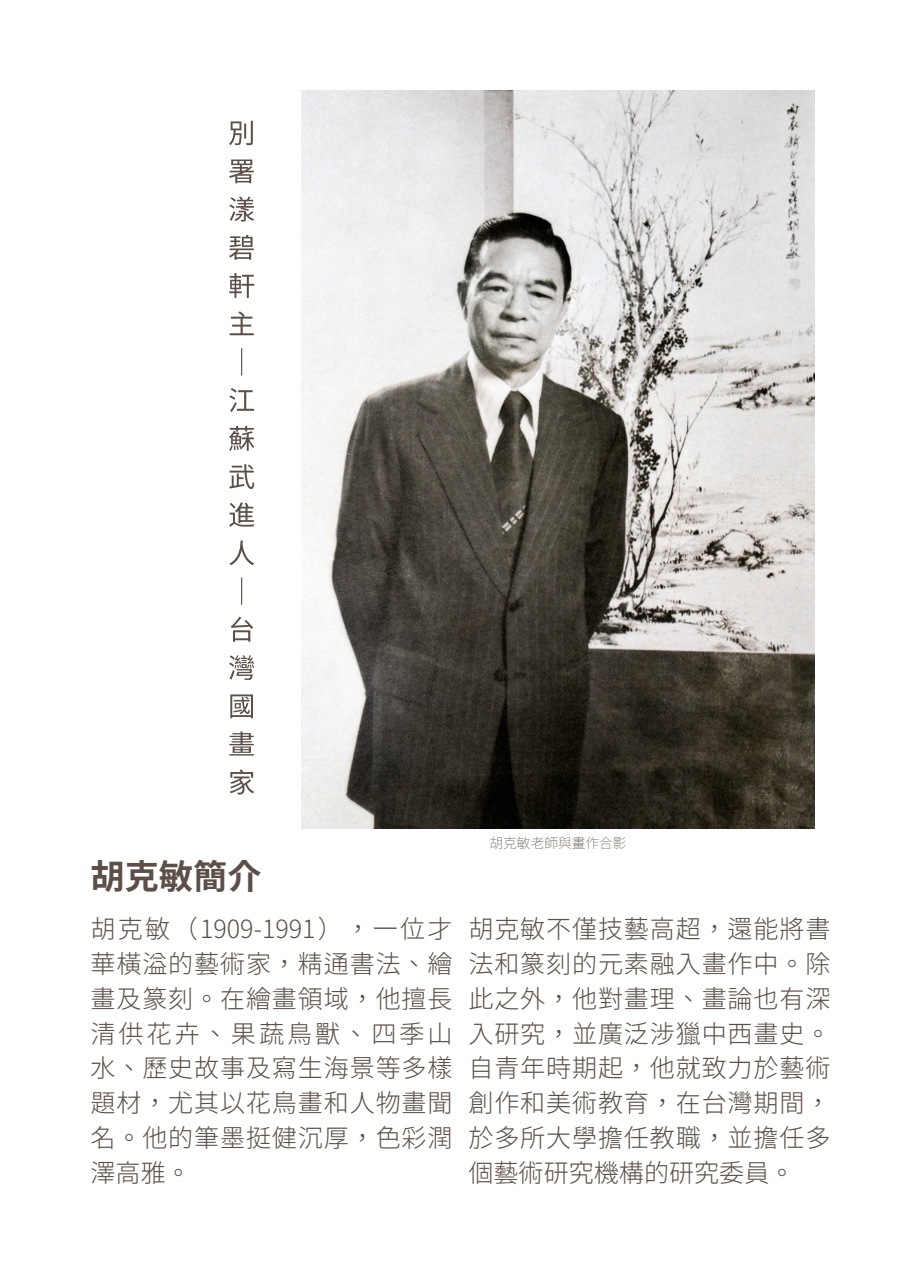 別署漾碧軒主—江蘇武進人—台灣國畫家
胡克敏老師與畫作合影
胡克敏簡介
胡克敏（1909-1991），一位才
華橫溢的藝術家，精通書法、繪
畫及篆刻。在繪畫領域，他擅長
清供花卉、果蔬鳥獸、四季山
水、歷史故事及寫生海景等多樣
題材，尤其以花鳥畫和人物畫聞
名。他的筆墨挺健沉厚，色彩潤
澤高雅。
胡克敏不僅技藝高超，還能將書
法和篆刻的元素融入畫作中。除
此之外，他對畫理、畫論也有深
入研究，並廣泛涉獵中西畫史。
自青年時期起，他就致力於藝術
創作和美術教育，在台灣期間，
於多所大學擔任教職，並擔任多
個藝術研究機構的研究委員。